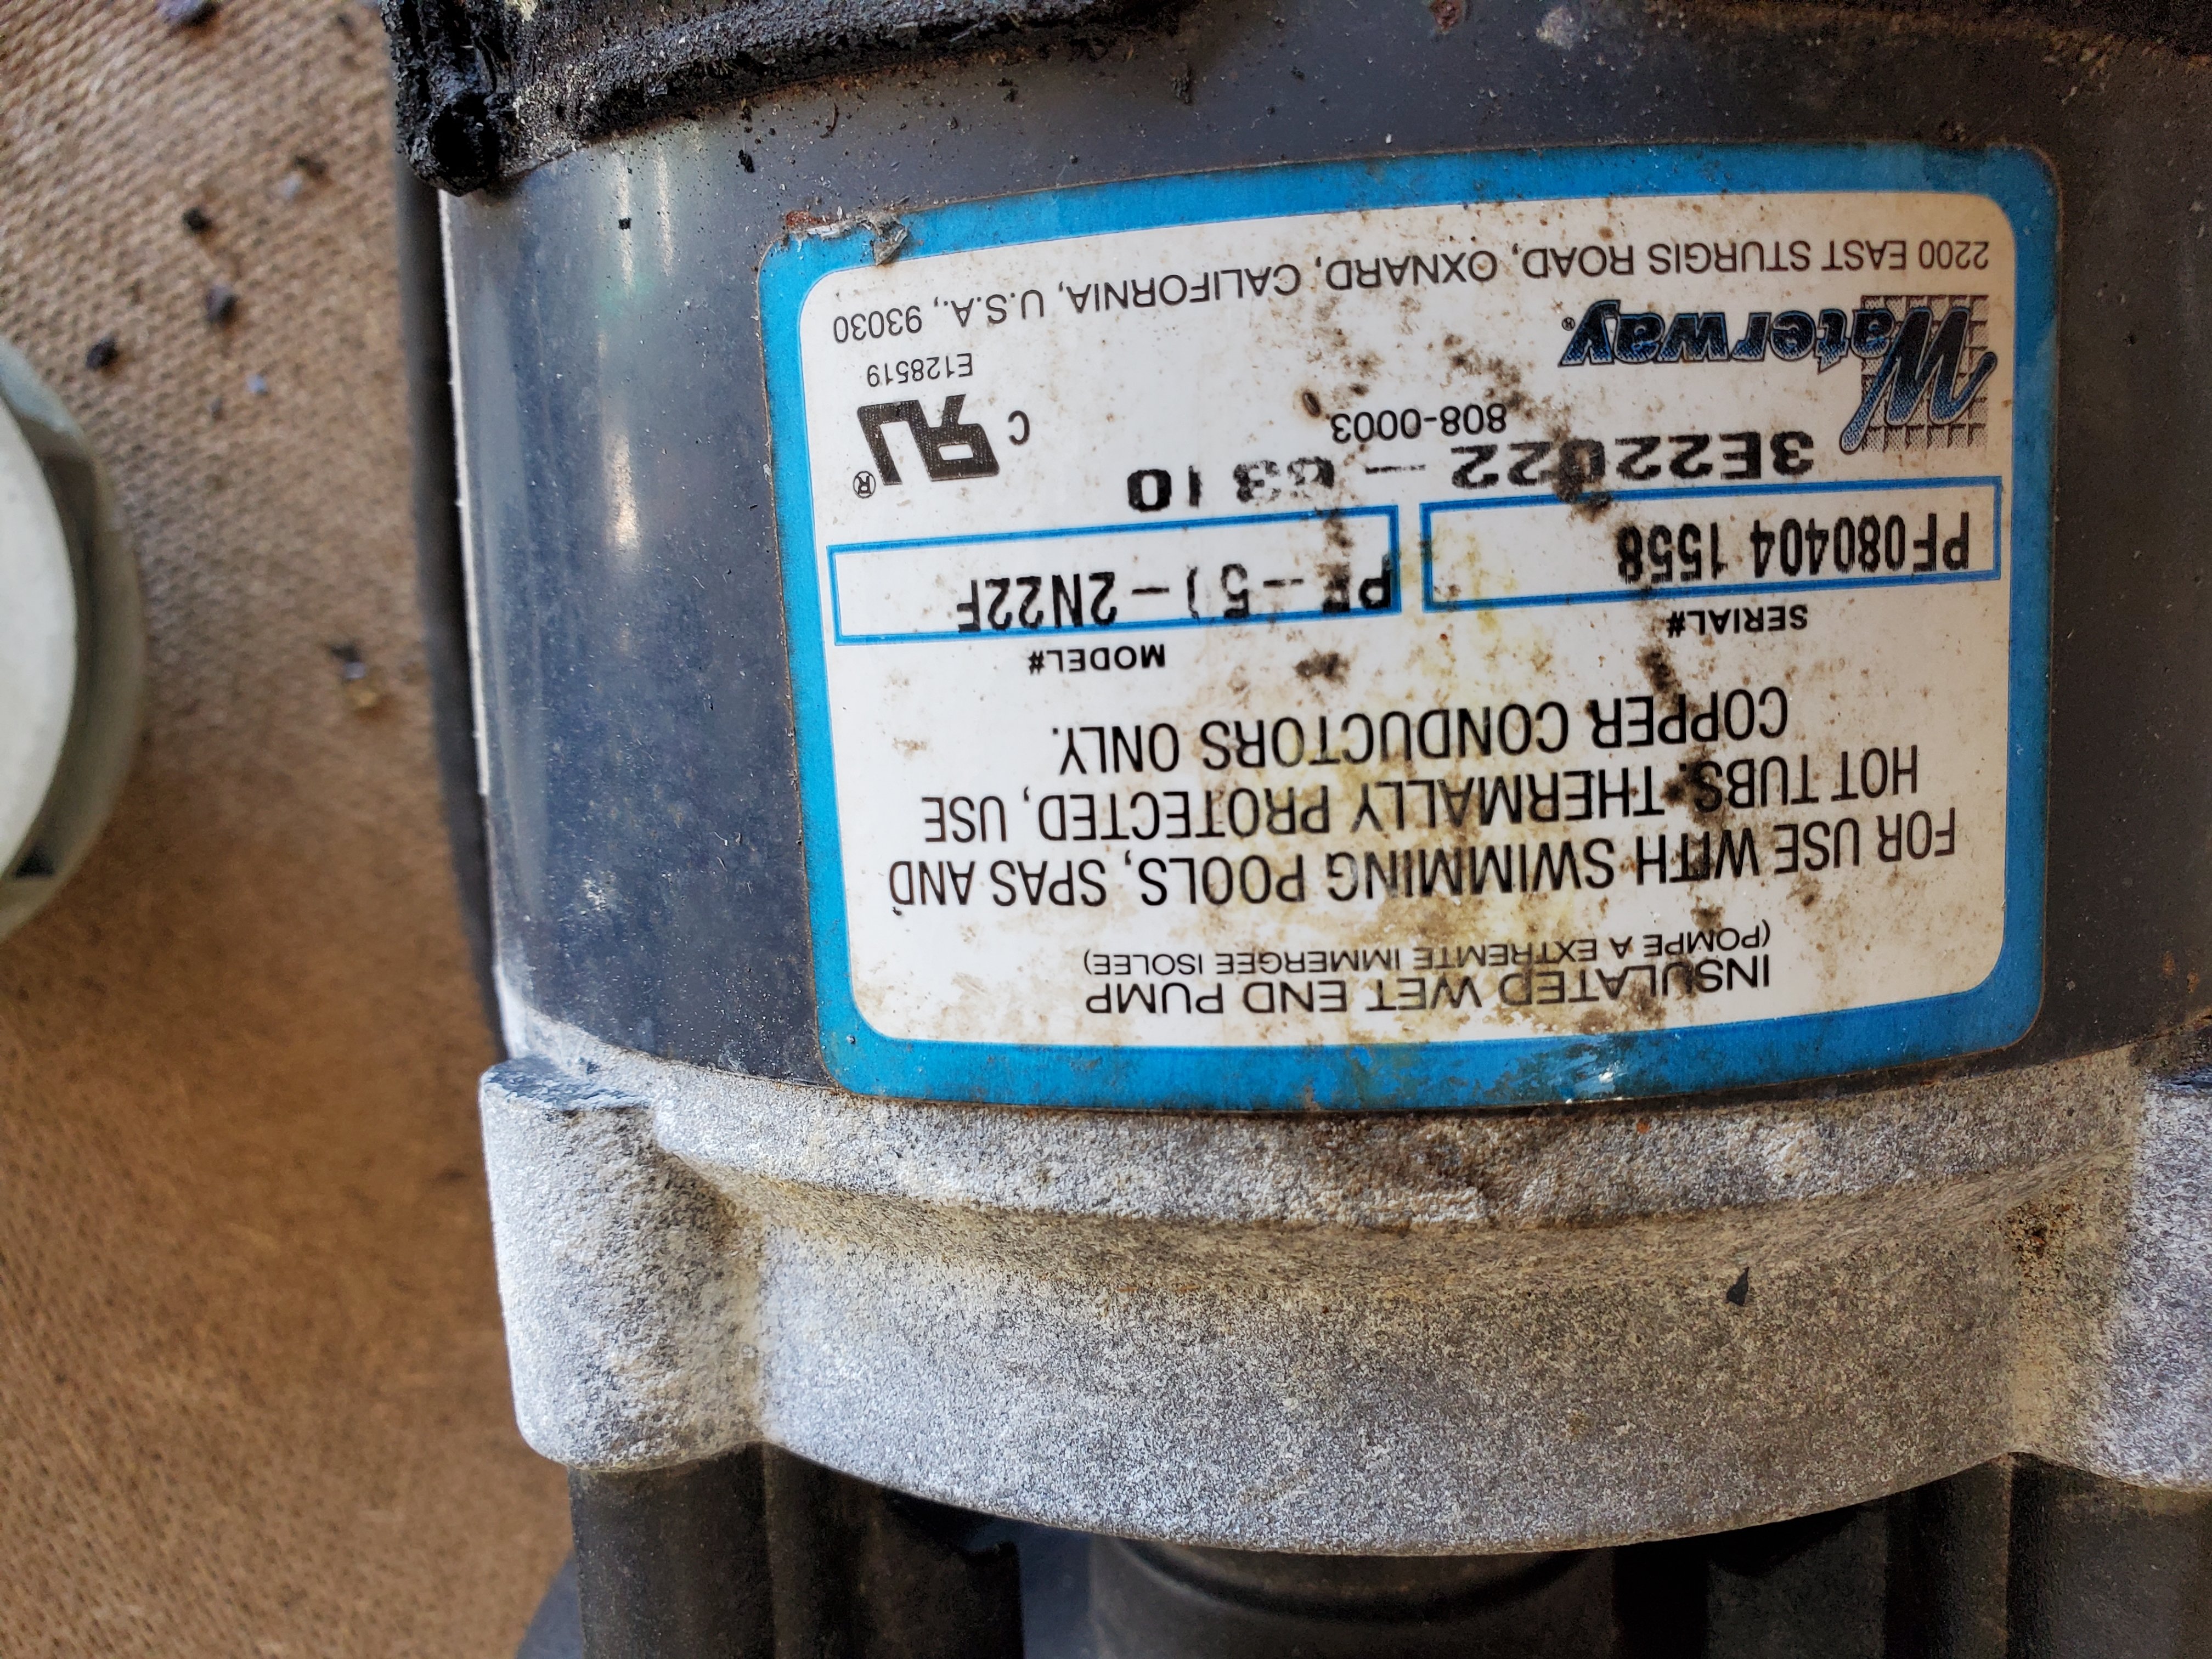 INSULATED WET END PUMP
(POMPE A EXTREMTE IMMERGEE ISOLEE)
FOR USE WITH SWIMMING POOLS, SPAS AND
HOT TUBS. THERMALLY PROTECTED, USE
COPPER CONDUCTORS ONLY.
SERIAL# MODEL#
PF080404 1558 -2N22F
3E22022 - 10
808-0003
Waterway®
C ®
E128519
2200 EAST STURGIS ROAD, OXNARD, CALIFORNIA, U.S.A., 93030